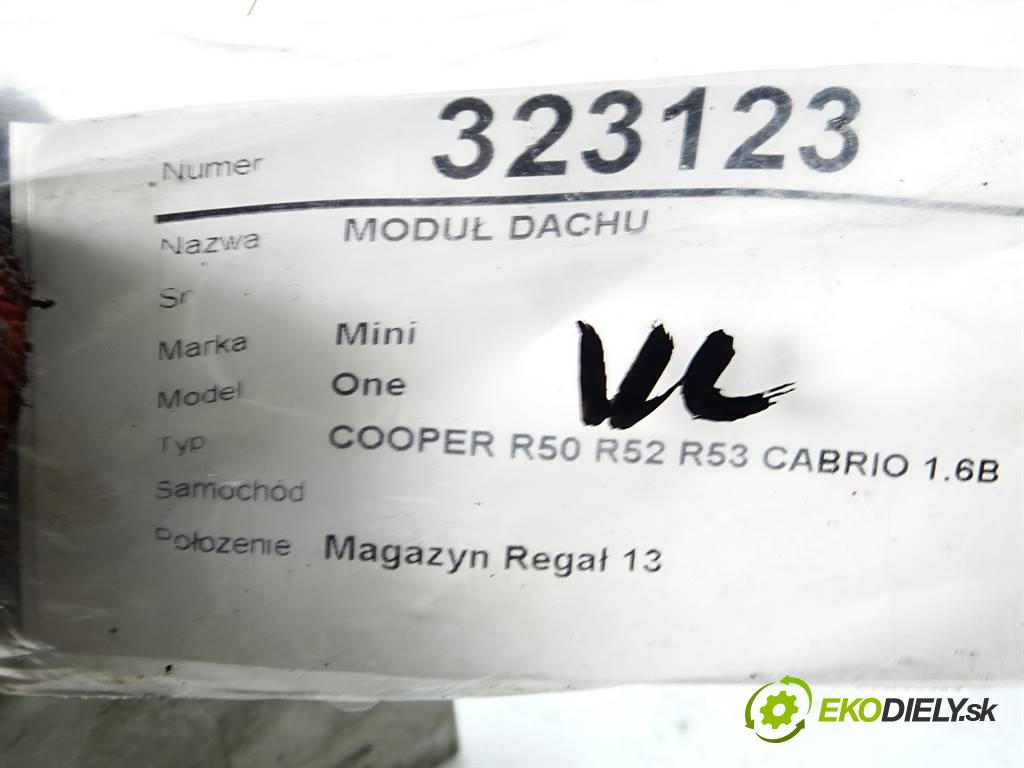 Numer 323123
Nazwa MODUŁ DACHU
Sr
Marka Mini
Model One
Typ COOPER R50 R52 R53 CABRIO 1.6B
Samochód
Położenie Magazyn Regał 13
EKODIELY.sk